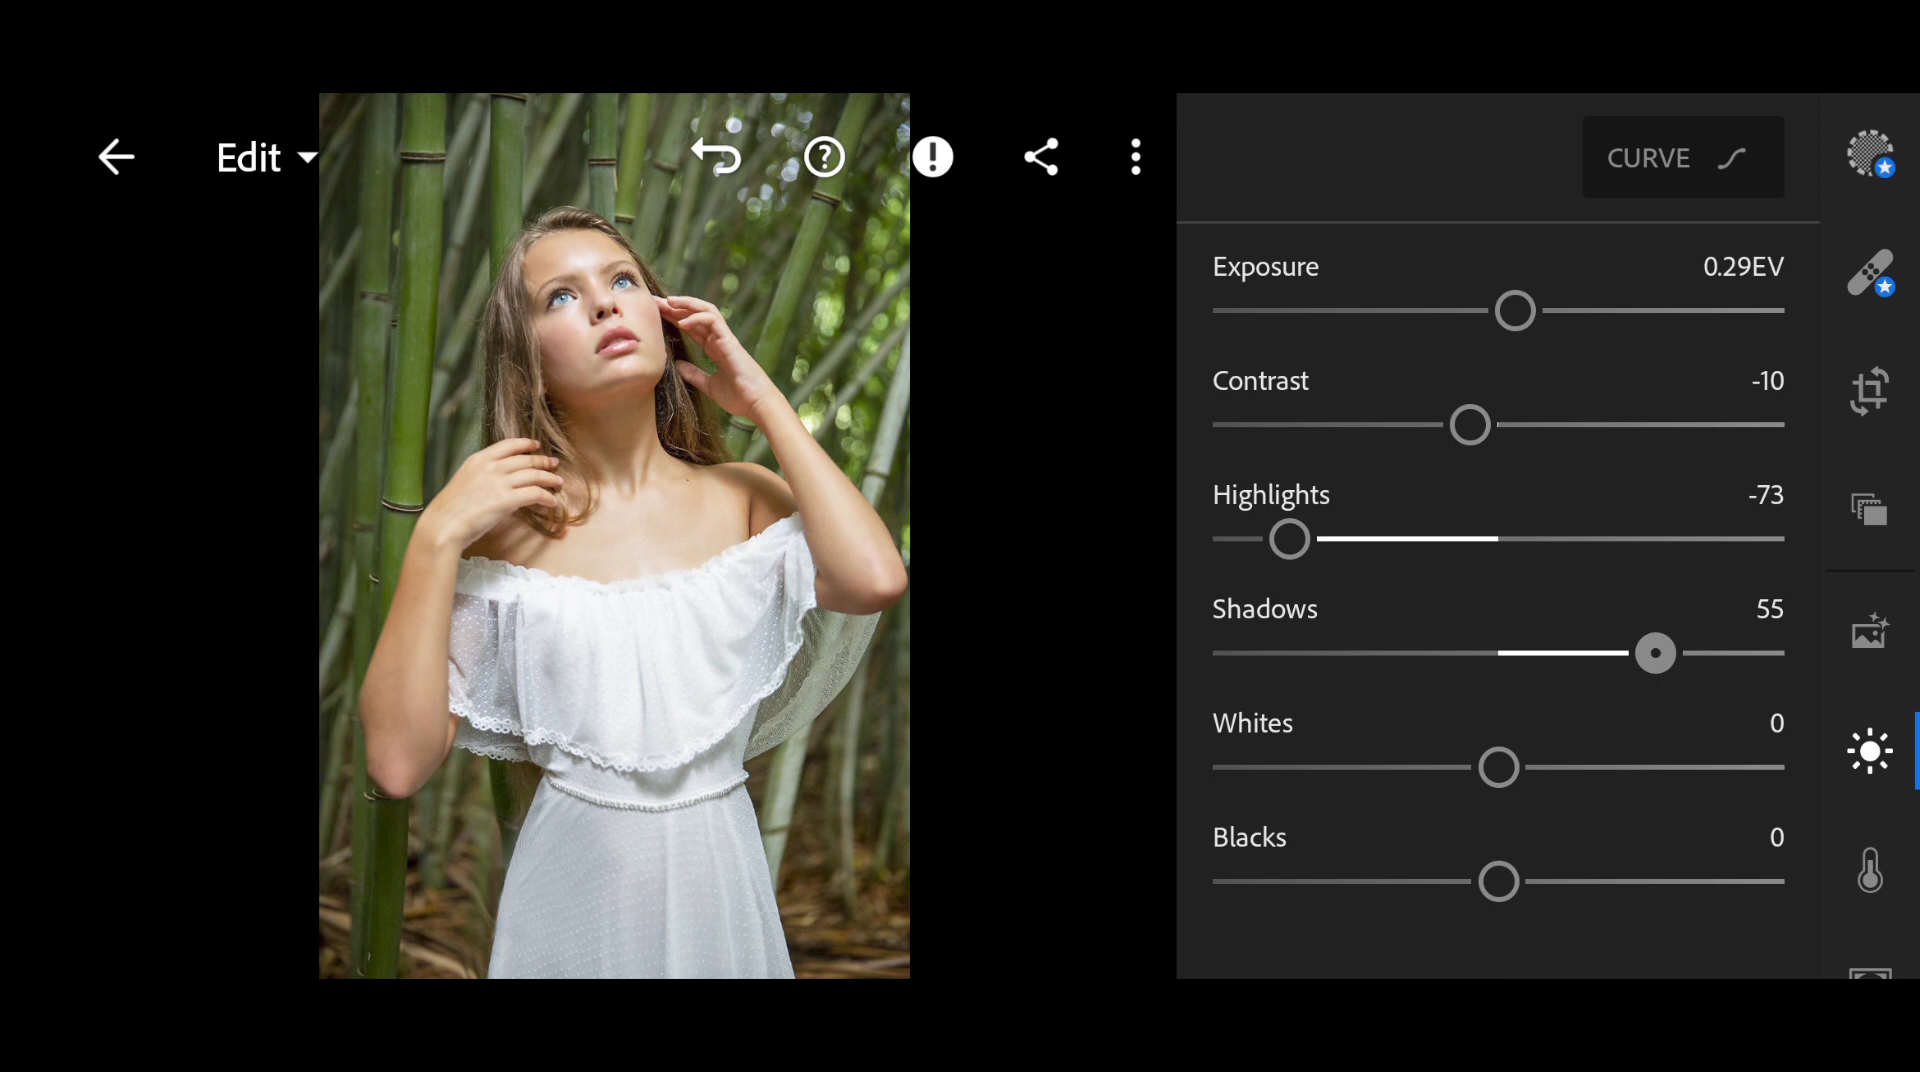 Edit
CURVE
Exposure 0.29EV
Contrast -10
Highlights -73
Shadows 55
Whites 0
Blacks 0